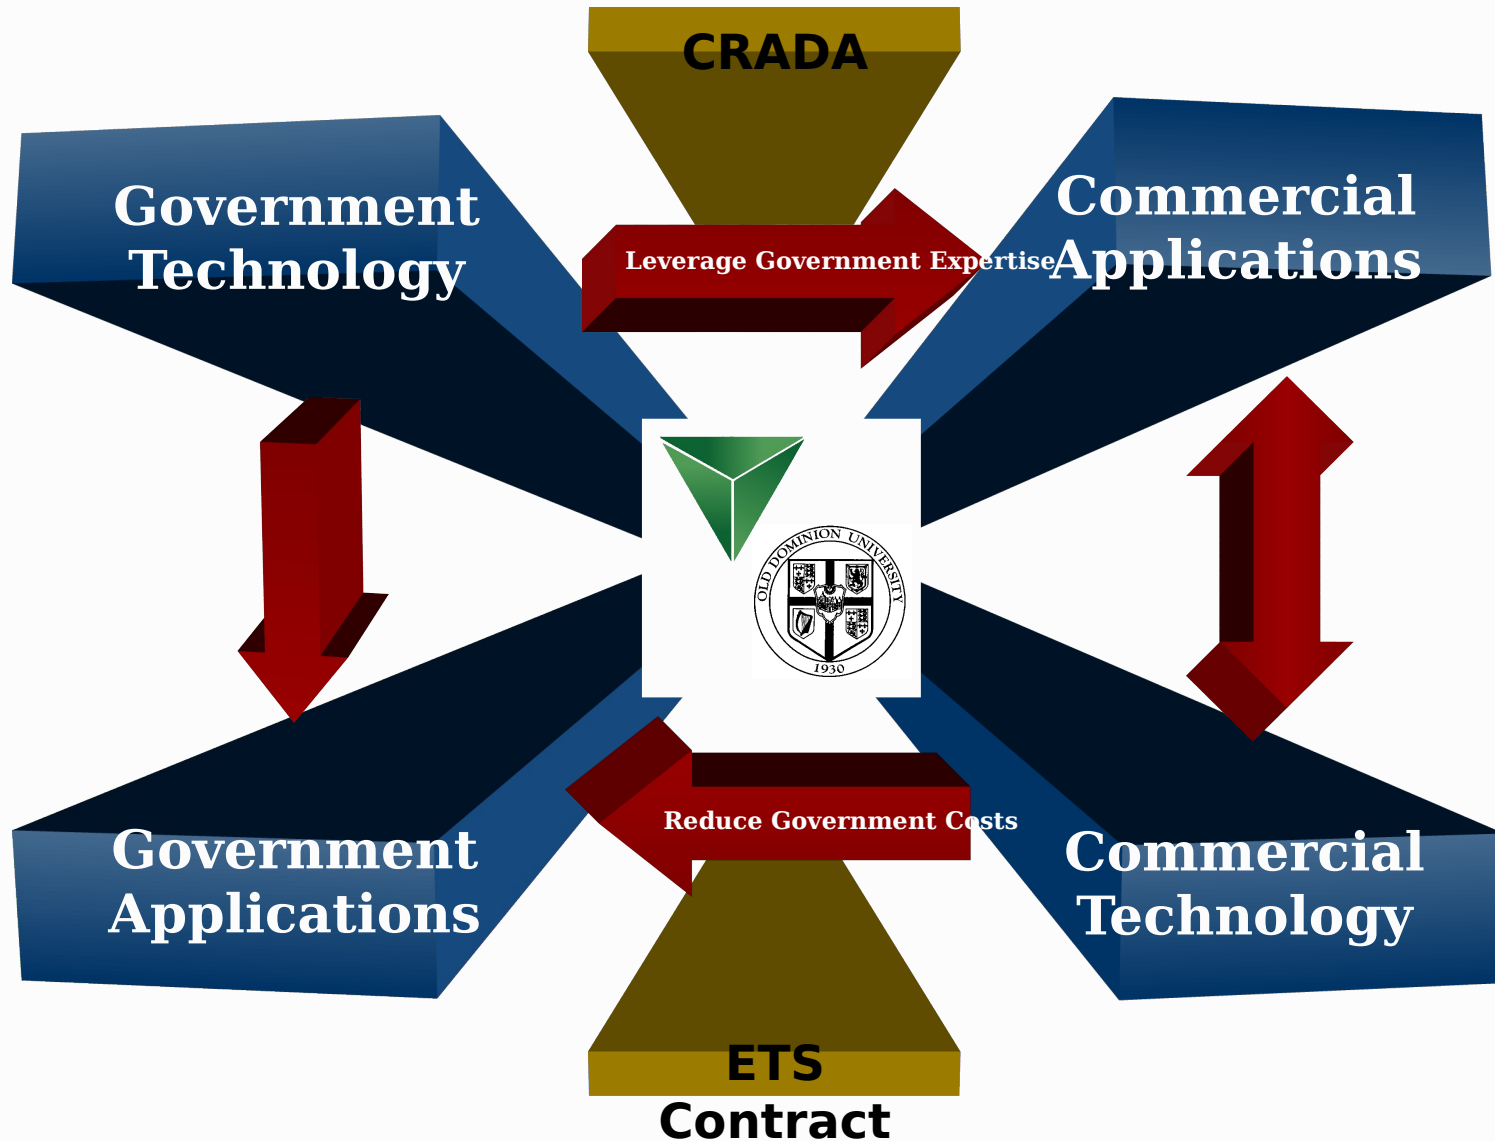 CRADA
Government
Technology
Commercial
Applications
Leverage Government Expertise
OLD DOMINION UNIVERSITY
1930
Reduce Government Costs
Government
Applications
Commercial
Technology
ETS
Contract